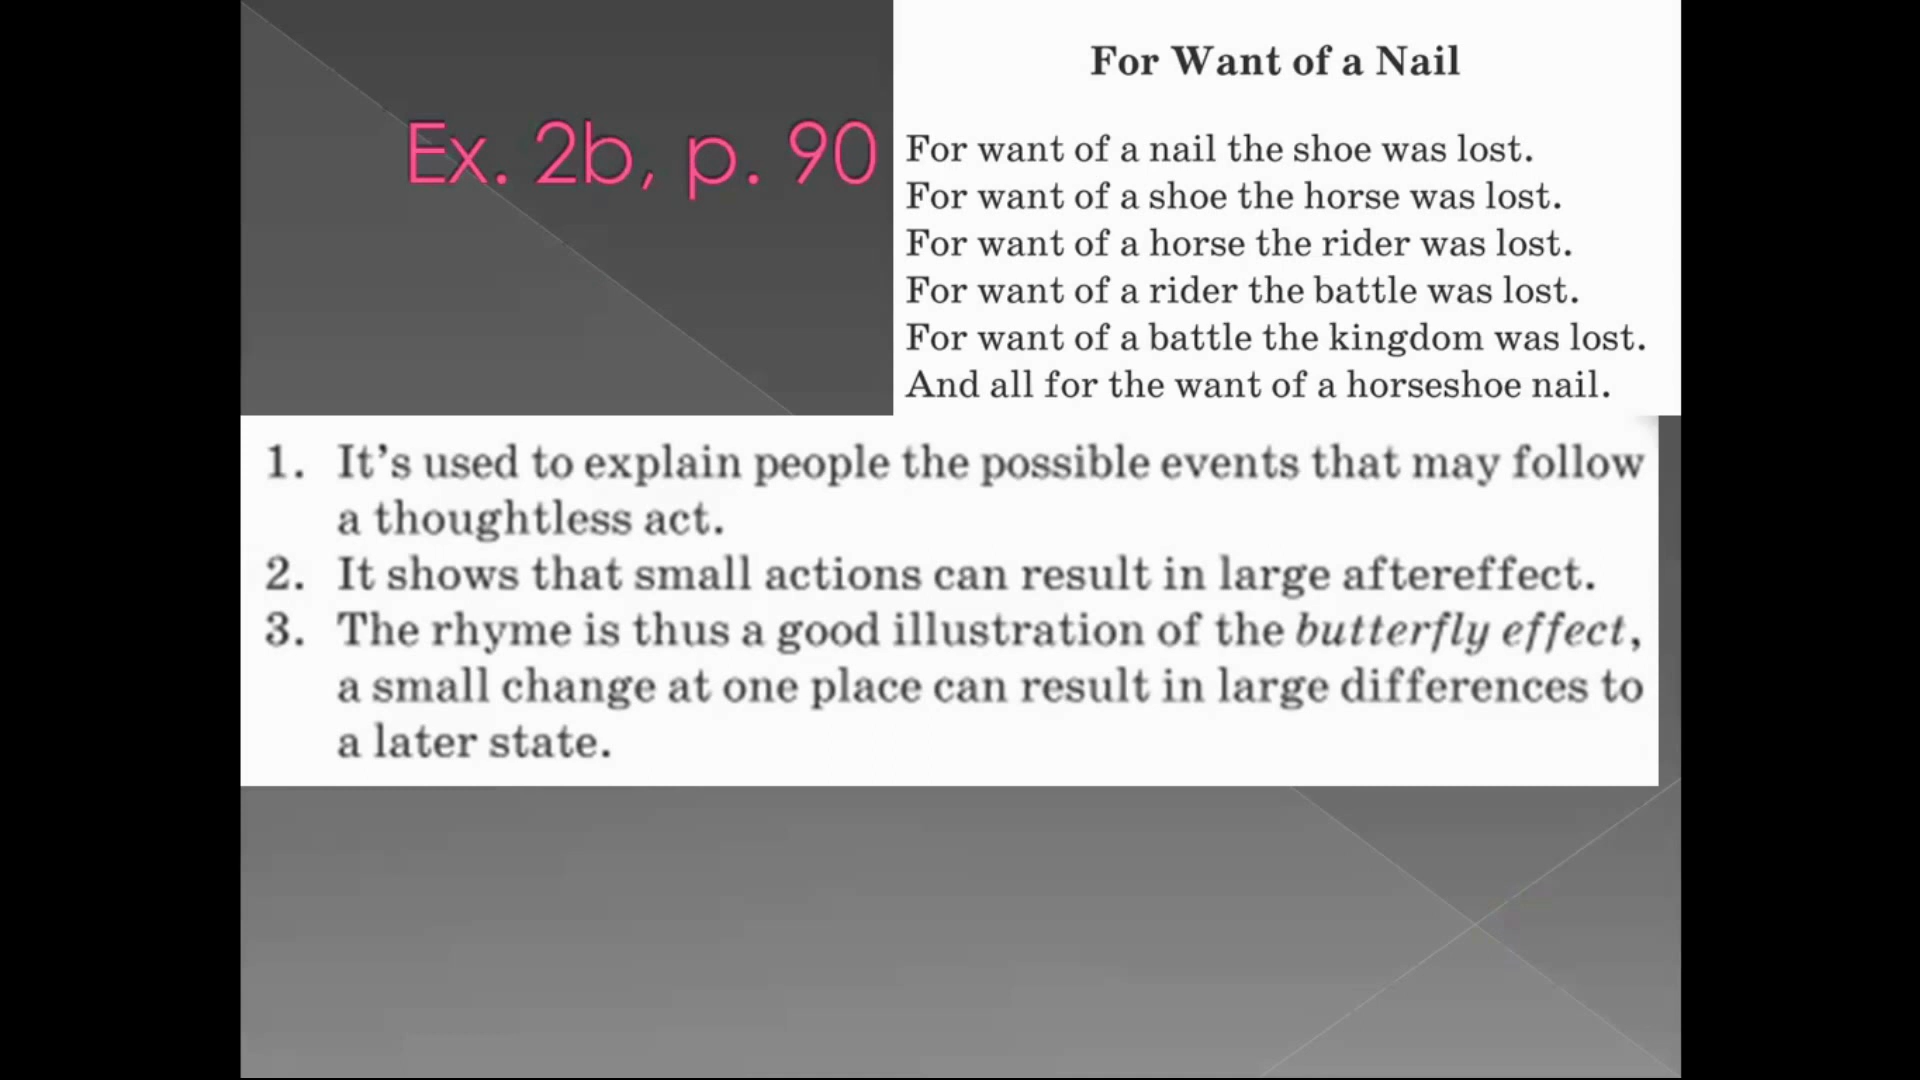 Ex. 2b, p. 90
For Want of a Nail
For want of a nail the shoe was lost.
For want of a shoe the horse was lost.
For want of a horse the rider was lost.
For want of a rider the battle was lost.
For want of a battle the kingdom was lost.
And all for the want of a horseshoe nail.
1. It’s used to explain people the possible events that may follow
a thoughtless act.
2. It shows that small actions can result in large aftereffect.
3. The rhyme is thus a good illustration of the butterfly effect,
a small change at one place can result in large differences to
a later state.